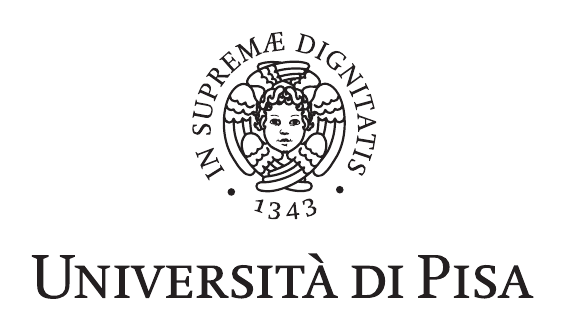 IN SUPREMÆ DIGNITATIS
1343
UNIVERSITÀ DI PISA